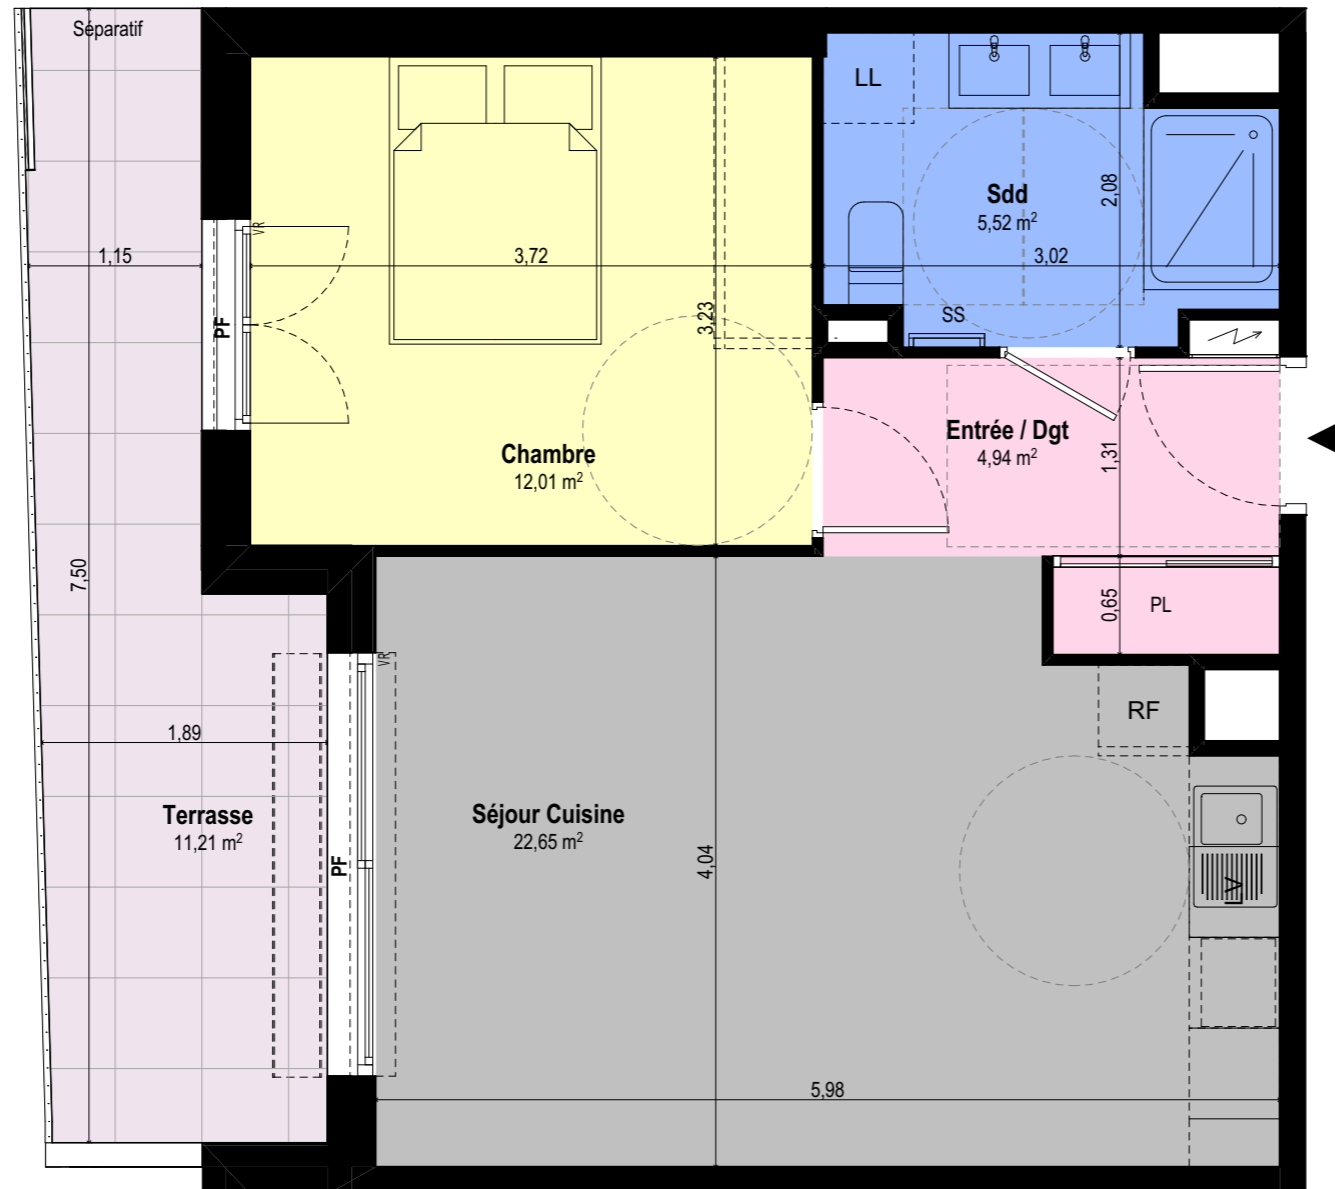 Séparatif
LL
Sdd
5,52 m²
2,08
3,02
1,15
VR
PF
3,72
3,23
SS
Chambre
12,01 m²
Entrée / Dgt
4,94 m²
1,31
7,50
0,65
PL
VR
RF
1,89
Terrasse
11,21 m²
PF
Séjour Cuisine
22,65 m²
4,04
LV
5,98